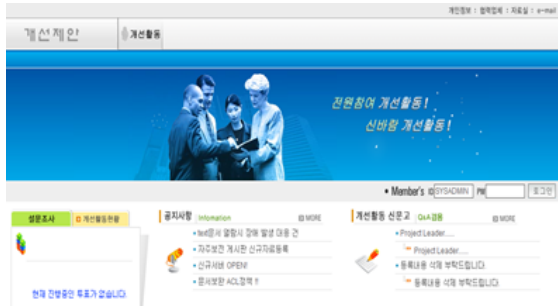 개인정보 : 협력업체 : 자료실 : e-mail
개선제안
개선활동
전원참여 개선활동!
신바람 개선활동!
• Member's ID SYSADMIN PW 로그인
설문조사
개선활동현황
현재 진행중인 투표가 없습니다.
공지사항 | Infomation MORE
• text문서 열람시 장애 발생 대응 건
• 자주보전 게시판 신규자료등록
• 신규서버 OPEN!
• 문서보완 ACL정책 !!
개선활동 신문고 | Q&A겸용 MORE
• Project Leader.....
Project Leader.....
• 등록내용 삭제 부탁드립니다.
등록내용 삭제 부탁드립니다.